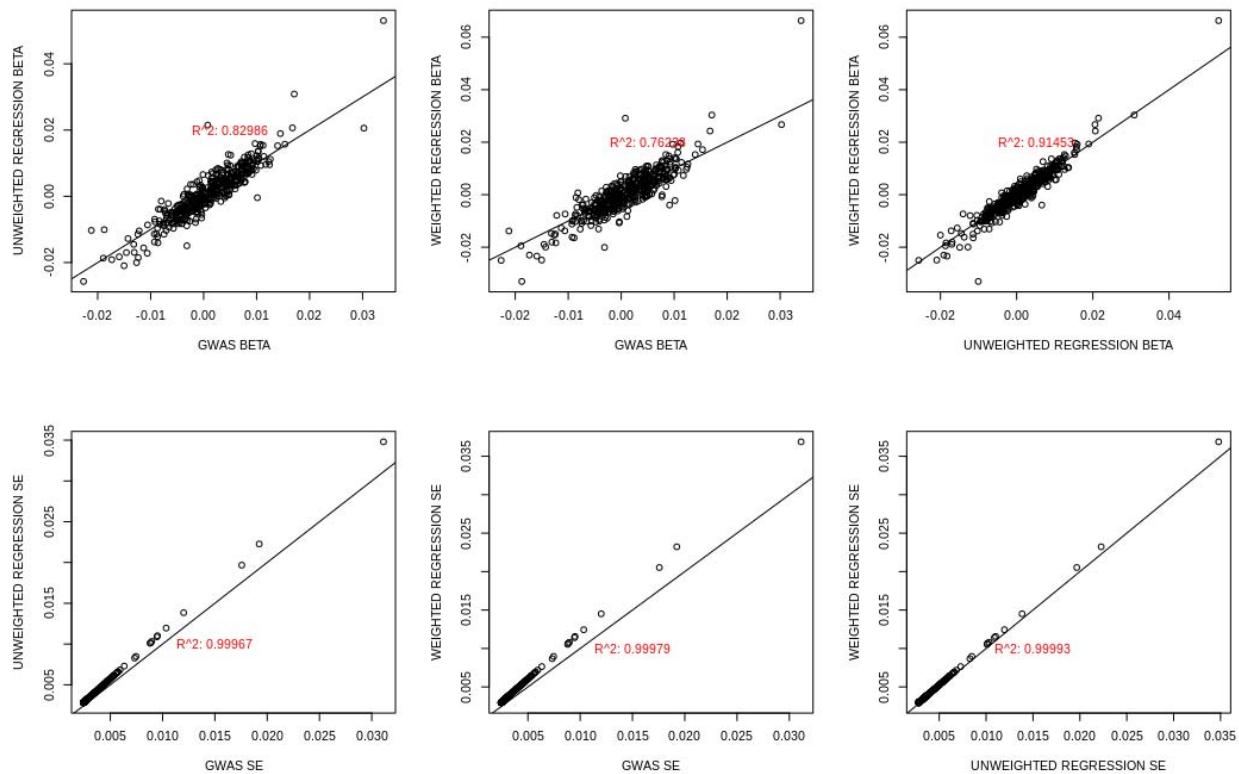 UNWEIGHTED REGRESSION BETA
0.04
0.02
0.00
-0.02
R^2: 0.82986
-0.02 -0.01 0.00 0.01 0.02 0.03
GWAS BETA
WEIGHTED REGRESSION BETA
0.06
0.04
0.02
0.00
-0.02
-0.02 -0.01 0.00 0.01 0.02 0.03
GWAS BETA
WEIGHTED REGRESSION BETA
0.06
0.04
0.02
0.00
-0.02
R^2: 0.91453
-0.02 0.00 0.02 0.04
UNWEIGHTED REGRESSION BETA
UNWEIGHTED REGRESSION SE
0.035
0.025
0.015
0.005
R^2: 0.99967
0.005 0.010 0.015 0.020 0.025 0.030
GWAS SE
WEIGHTED REGRESSION SE
0.035
0.025
0.015
0.005
R^2: 0.99979
0.005 0.010 0.015 0.020 0.025 0.030
GWAS SE
WEIGHTED REGRESSION SE
0.035
0.025
0.015
0.005
R^2: 0.99993
0.005 0.010 0.015 0.020 0.025 0.030 0.035
UNWEIGHTED REGRESSION SE